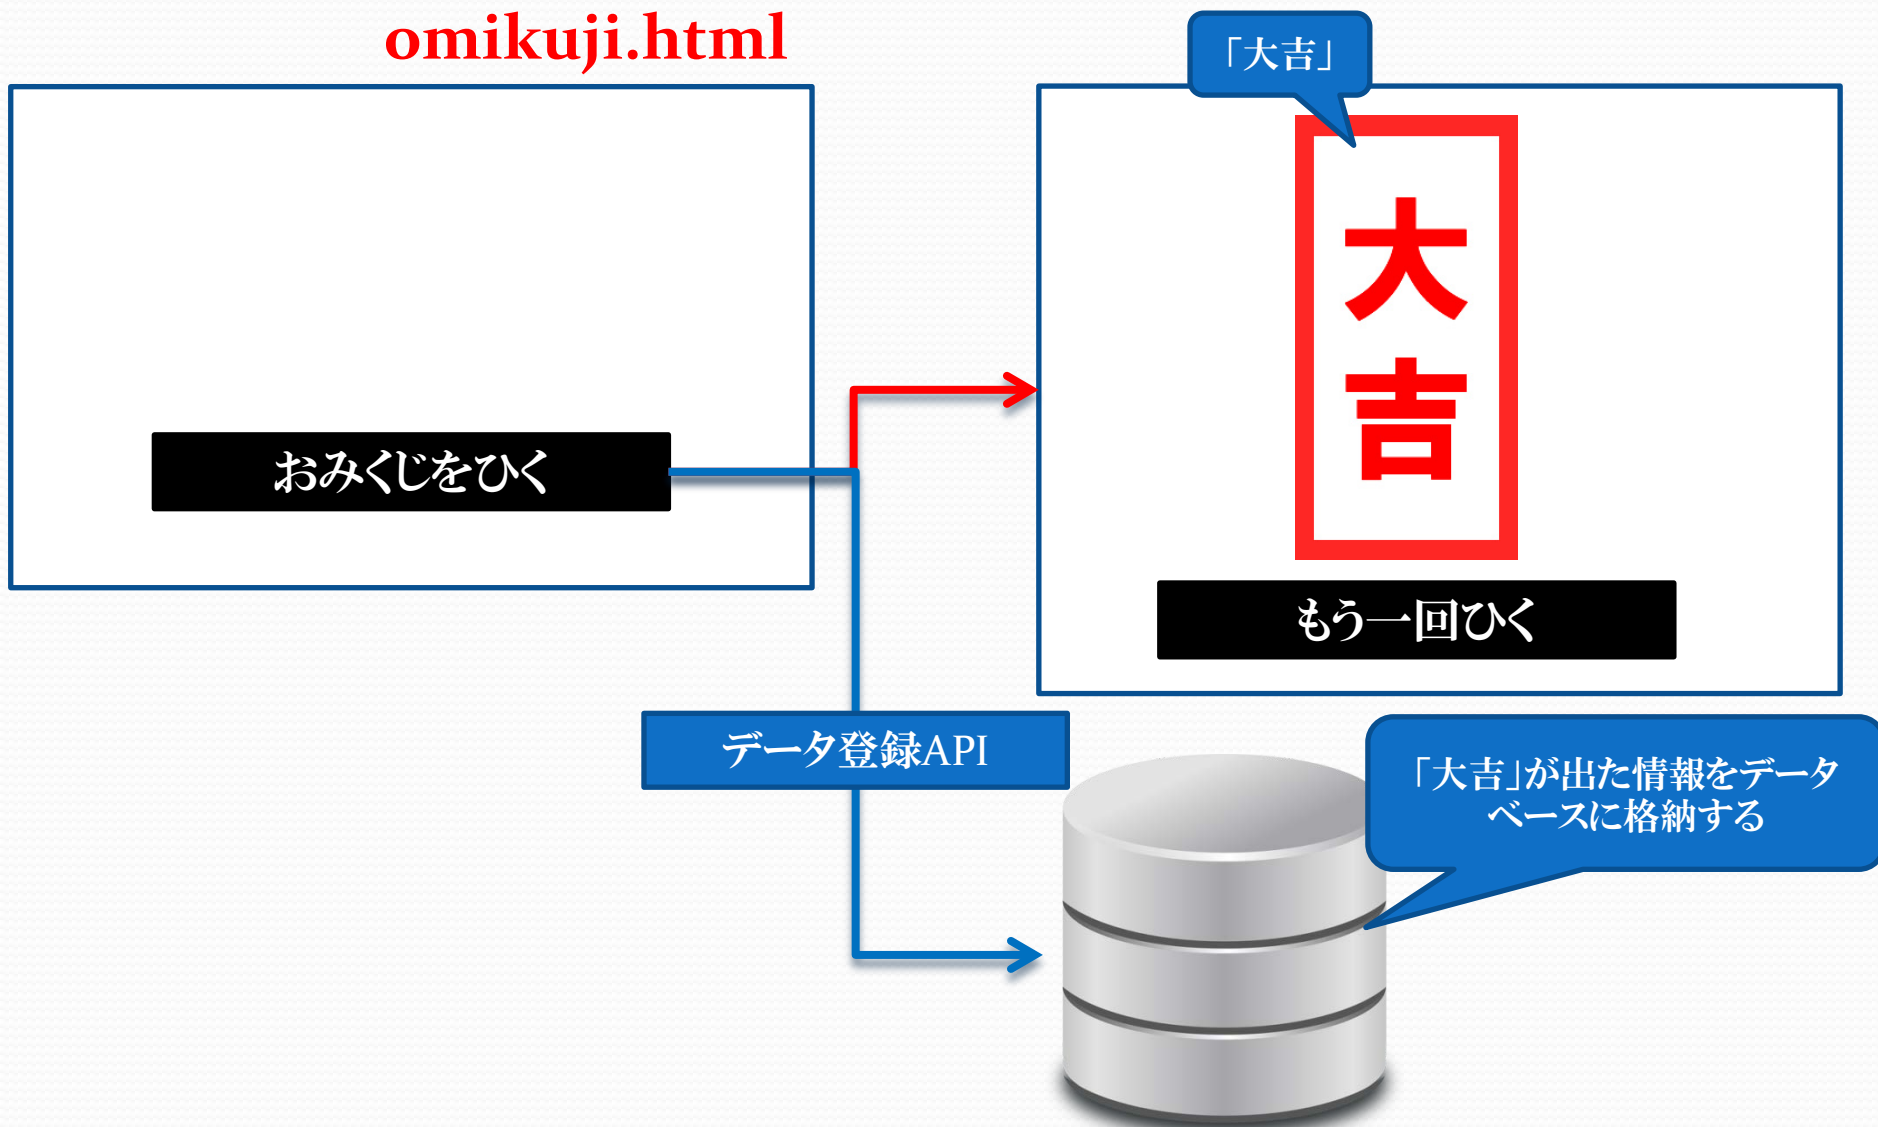 omikuji.html
「大吉」
大
吉
おみくじをひく
もう一回ひく
データ登録API
「大吉」が出た情報をデータ
ベースに格納する